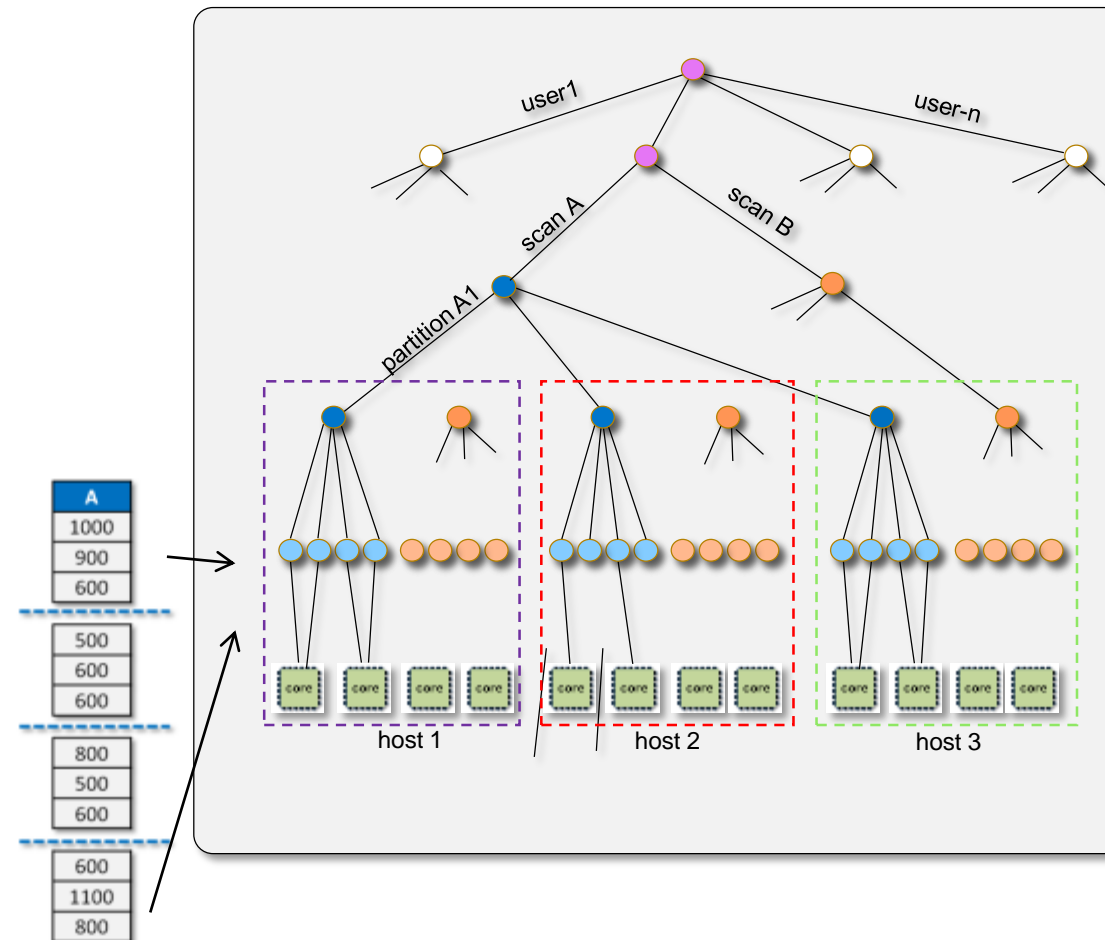 user1
user-n
scan A
scan B
partition A1
A
1000
900
600
500
600
600
800
500
600
600
1100
800
core
core
core
core
core
core
core
core
core
core
core
core
host 1
host 2
host 3